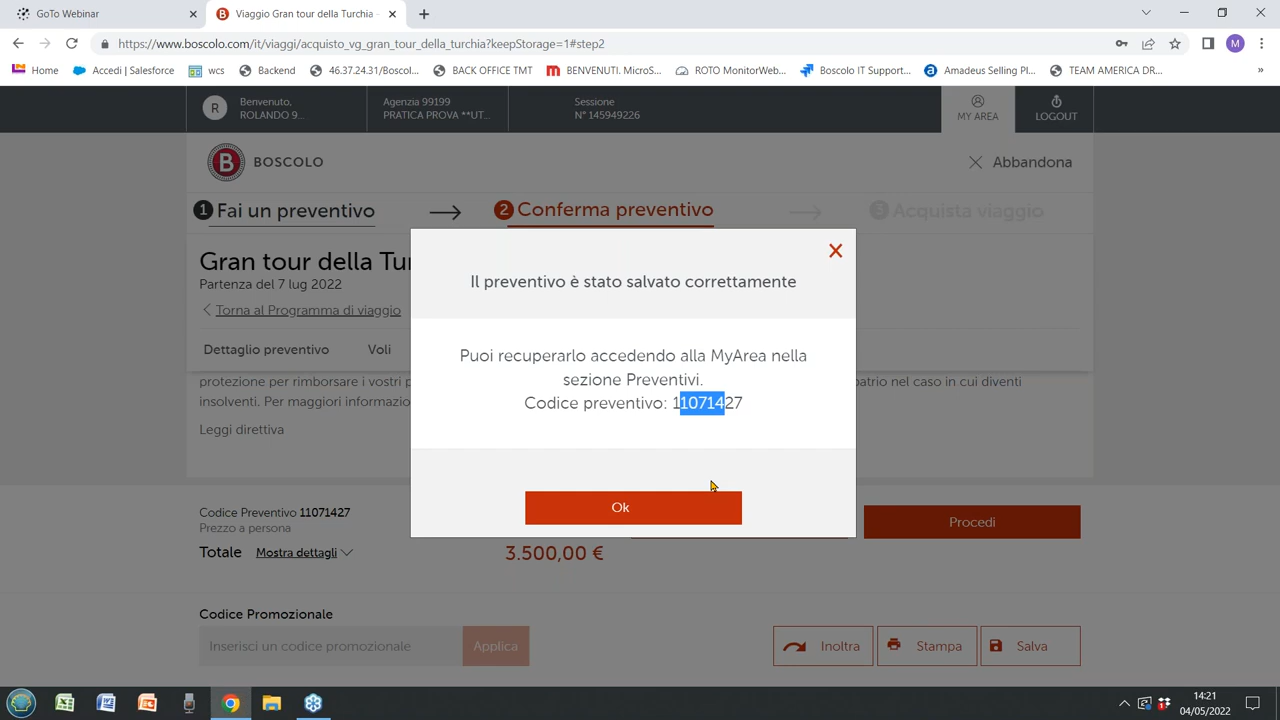 GoTo Webinar
Viaggio Gran tour della Turchia -
https://www.boscolo.com/it/viaggi/acquisto_vg_gran_tour_della_turchia?keepStorage=1#step2
M
Home
Accedi | Salesforce
wcs
Backend
46.37.24.31/Boscol...
BACK OFFICE TMT
BENVENUTI. MicroS...
ROTO MonitorWeb...
Boscolo IT Support...
Amadeus Selling Pl...
TEAM AMERICA DR...
»
R
Benvenuto,
ROLANDO 9...
Agenzia 99199
PRATICA PROVA **UT...
Sessione
N° 145949226
MY AREA
LOGOUT
B BOSCOLO
Abbandona
1 Fai un preventivo
2 Conferma preventivo
3 Acquista viaggio
Gran tour della Tur
Partenza del 7 lug 2022
Torna al Programma di viaggio
Dettaglio preventivo
Voli
protezione per rimborsare i vostri p
patrio nel caso in cui diventi
insolventi. Per maggiori informazio
Leggi direttiva
Il preventivo è stato salvato correttamente
Puoi recuperarlo accedendo alla MyArea nella
sezione Preventivi.
Codice preventivo: 11071427
Ok
Codice Preventivo 11071427
Prezzo a persona
Totale
Mostra dettagli
3.500,00 €
Procedi
Codice Promozionale
Inserisci un codice promozionale
Applica
Inoltra
Stampa
Salva
14:21
04/05/2022